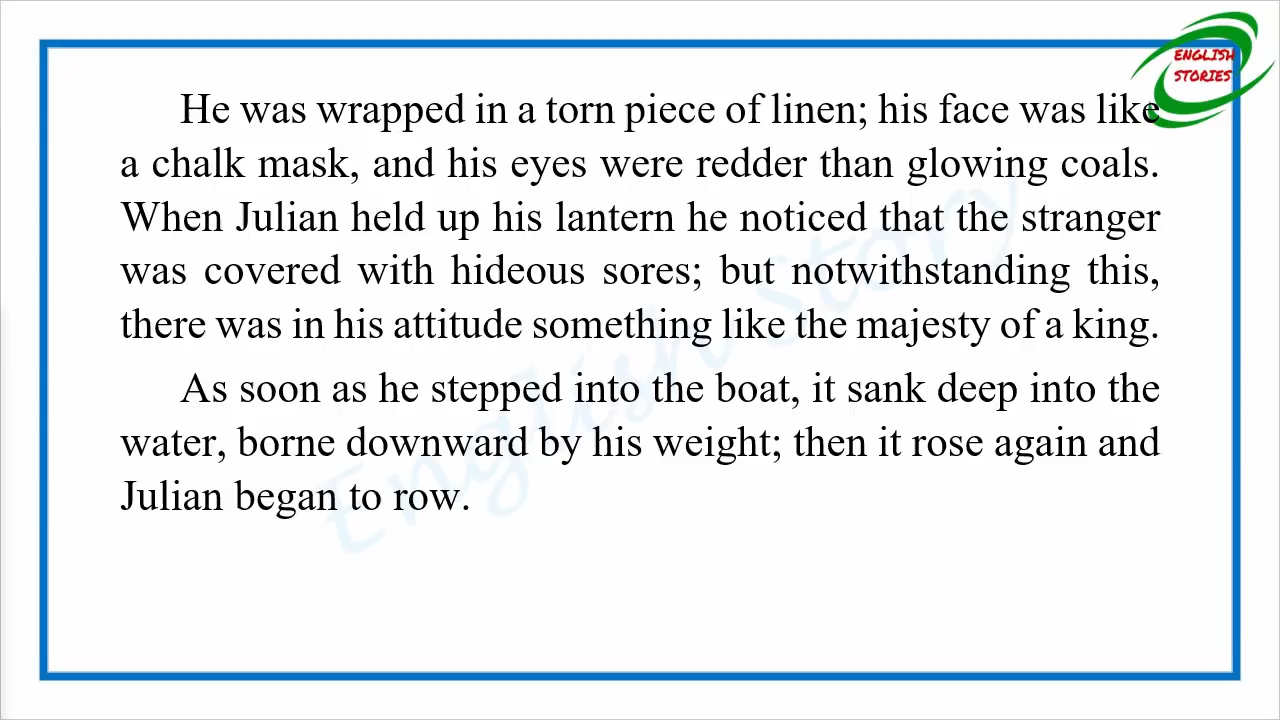 ENGLISH
STORIES
He was wrapped in a torn piece of linen; his face was like
a chalk mask, and his eyes were redder than glowing coals.
When Julian held up his lantern he noticed that the stranger
was covered with hideous sores; but notwithstanding this,
there was in his attitude something like the majesty of a king.
As soon as he stepped into the boat, it sank deep into the
water, borne downward by his weight; then it rose again and
Julian began to row.
English Story